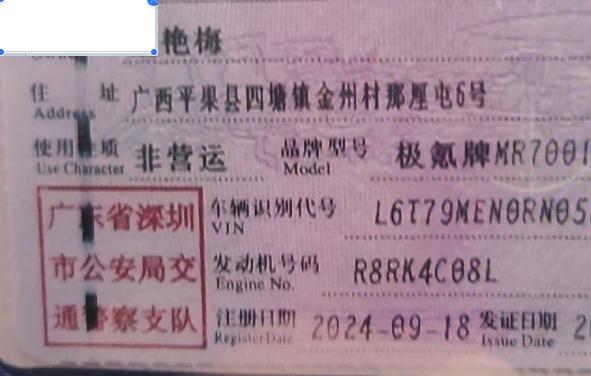 艳梅
住 址 广西平果县四塘镇金州村那厘屯6号
Address
使用性质 非营运 品牌型号 极氪牌MR7001
Use Character Model
广东省深圳 车辆识别代号 L6T79MEN0RN05
VIN
市公安局交 发动机号码 R8RK4C08L
Engine No.
通警察支队 注册日期 2024-09-18 发证日期 2
Register Date Issue Date